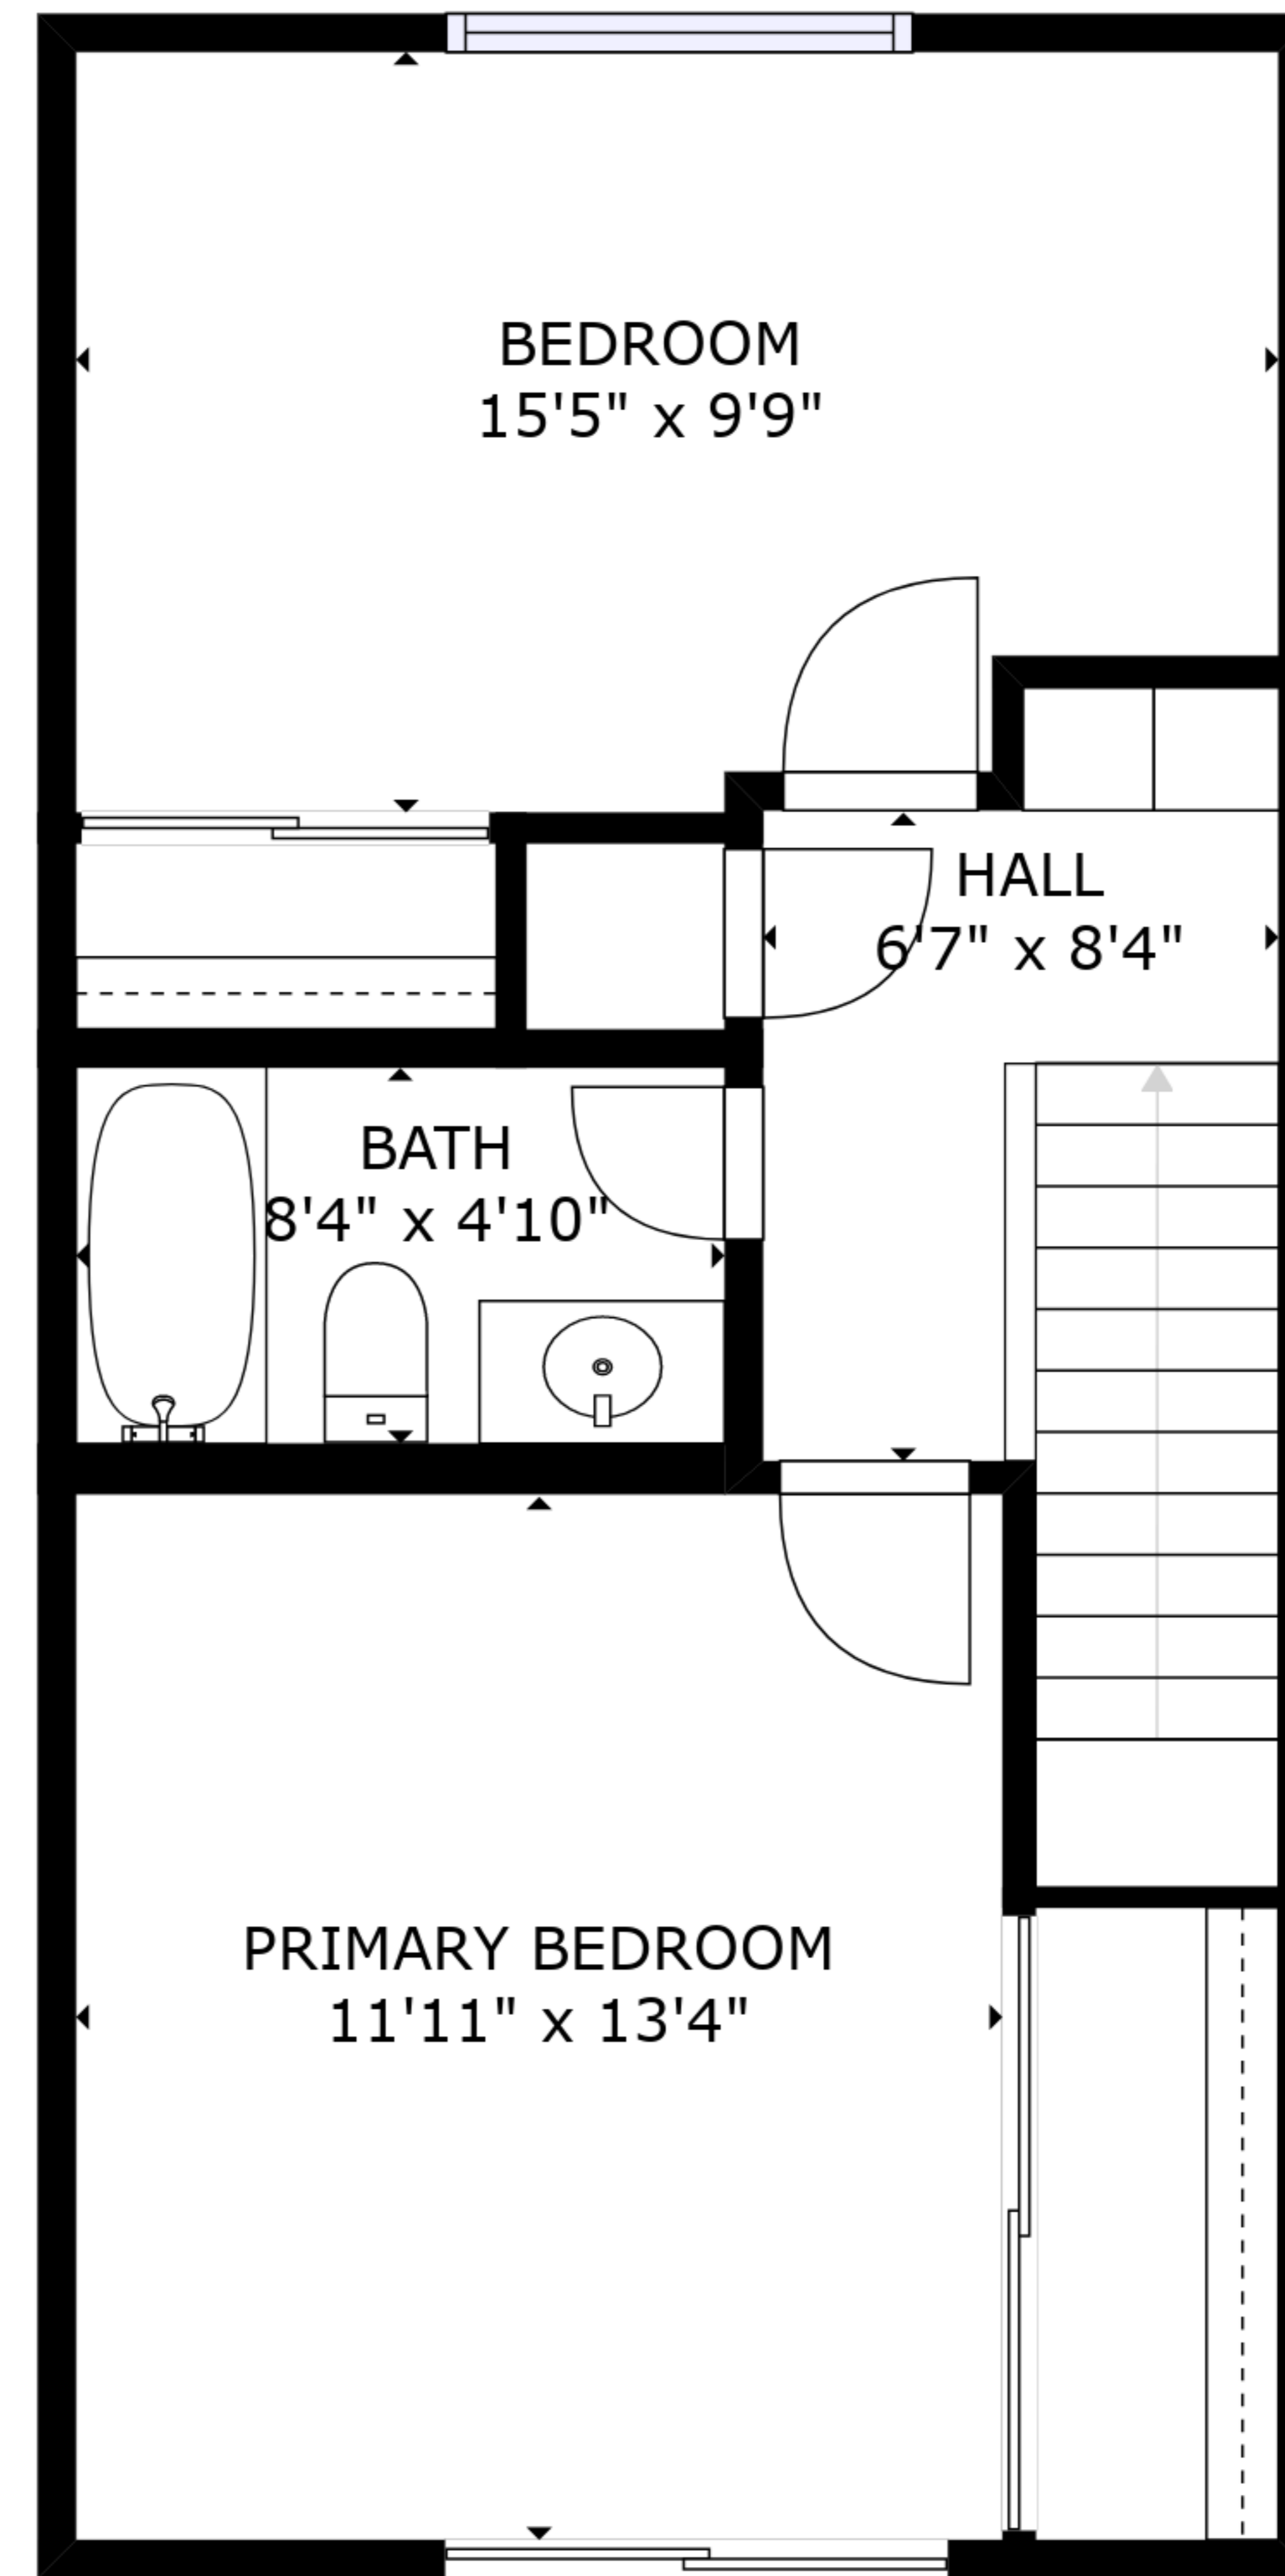 BEDROOM
15'5" x 9'9"
HALL
6'7" x 8'4"
BATH
8'4" x 4'10"
PRIMARY BEDROOM
11'11" x 13'4"